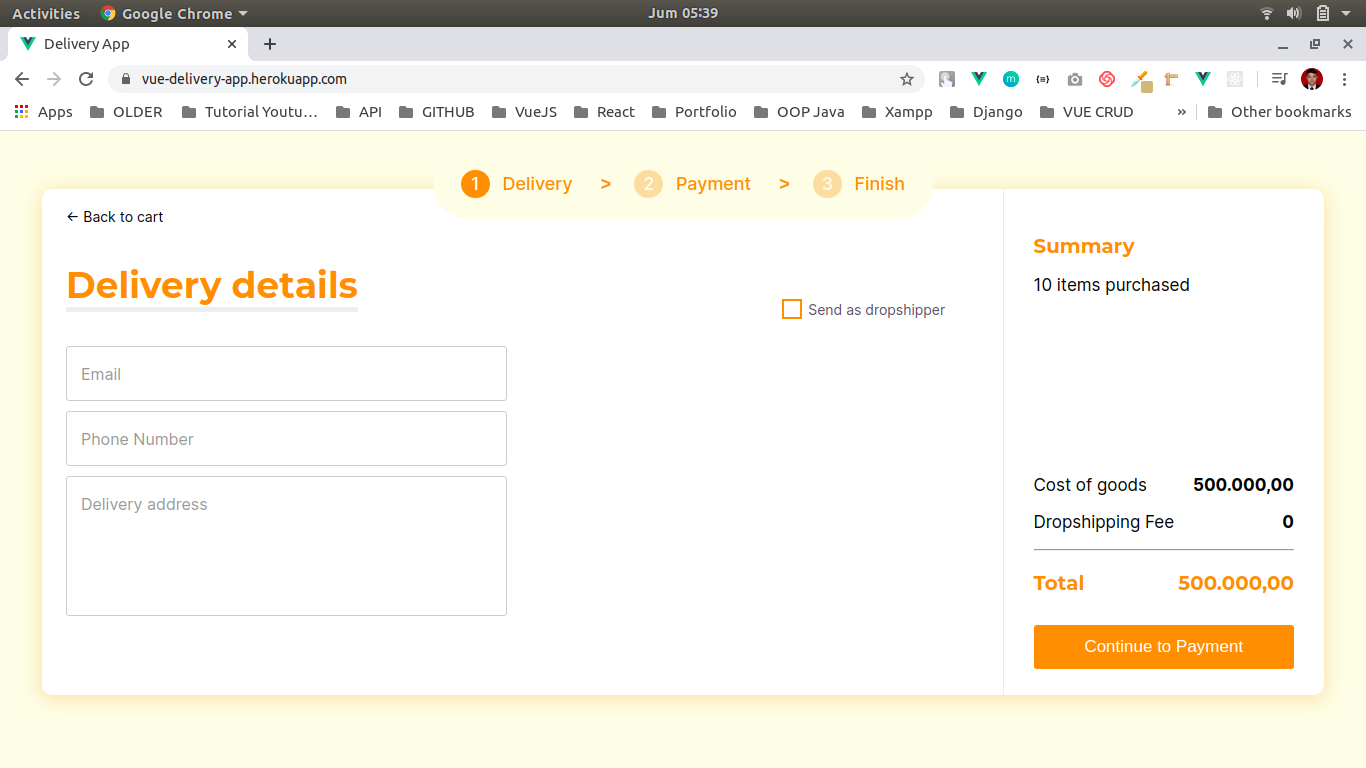 Activities Google Chrome Jum 05:39
Delivery App
vue-delivery-app.herokuapp.com
Apps OLDER Tutorial Youtu… API GITHUB VueJS React Portfolio OOP Java Xampp Django VUE CRUD » Other bookmarks
1 Delivery > 2 Payment > 3 Finish
← Back to cart
Delivery details
Send as dropshipper
Email
Phone Number
Delivery address
Summary
10 items purchased
Cost of goods 500.000,00
Dropshipping Fee 0
Total 500.000,00
Continue to Payment